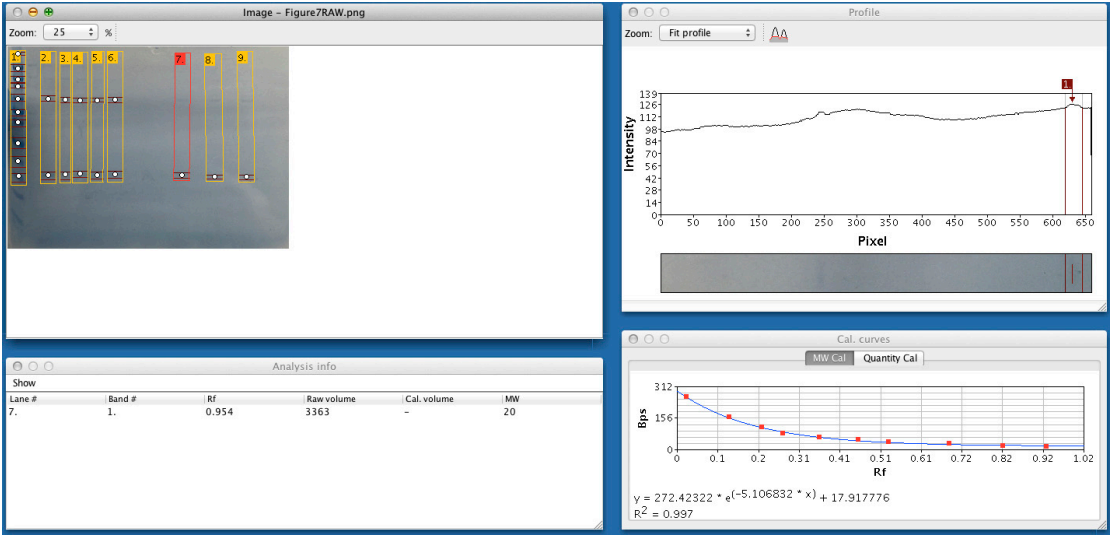 Image - Figure7RAW.png
Zoom: 25 %
1. 2. 3. 4. 5. 6. 7. 8. 9.
Analysis info
Show
Lane # Band # Rf Raw volume Cal. volume MW
7. 1. 0.954 3363 - 20
Profile
Zoom: Fit profile
1
139
126
112
98
84
70
56
42
28
14
0
Intensity
0 50 100 150 200 250 300 350 400 450 500 550 600 650
Pixel
Cal. curves
MW Cal Quantity Cal
312
156
0
Bps
0 0.1 0.2 0.31 0.41 0.51 0.61 0.72 0.82 0.92 1.02
Rf
y = 272.42322 * e(-5.106832 * x) + 17.917776
R2 = 0.997